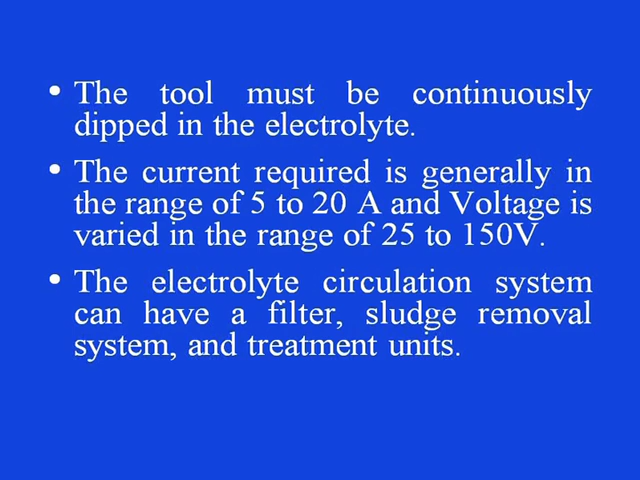 • The tool must be continuously
dipped in the electrolyte.
• The current required is generally in
the range of 5 to 20 A and Voltage is
varied in the range of 25 to 150V.
• The electrolyte circulation system
can have a filter, sludge removal
system, and treatment units.